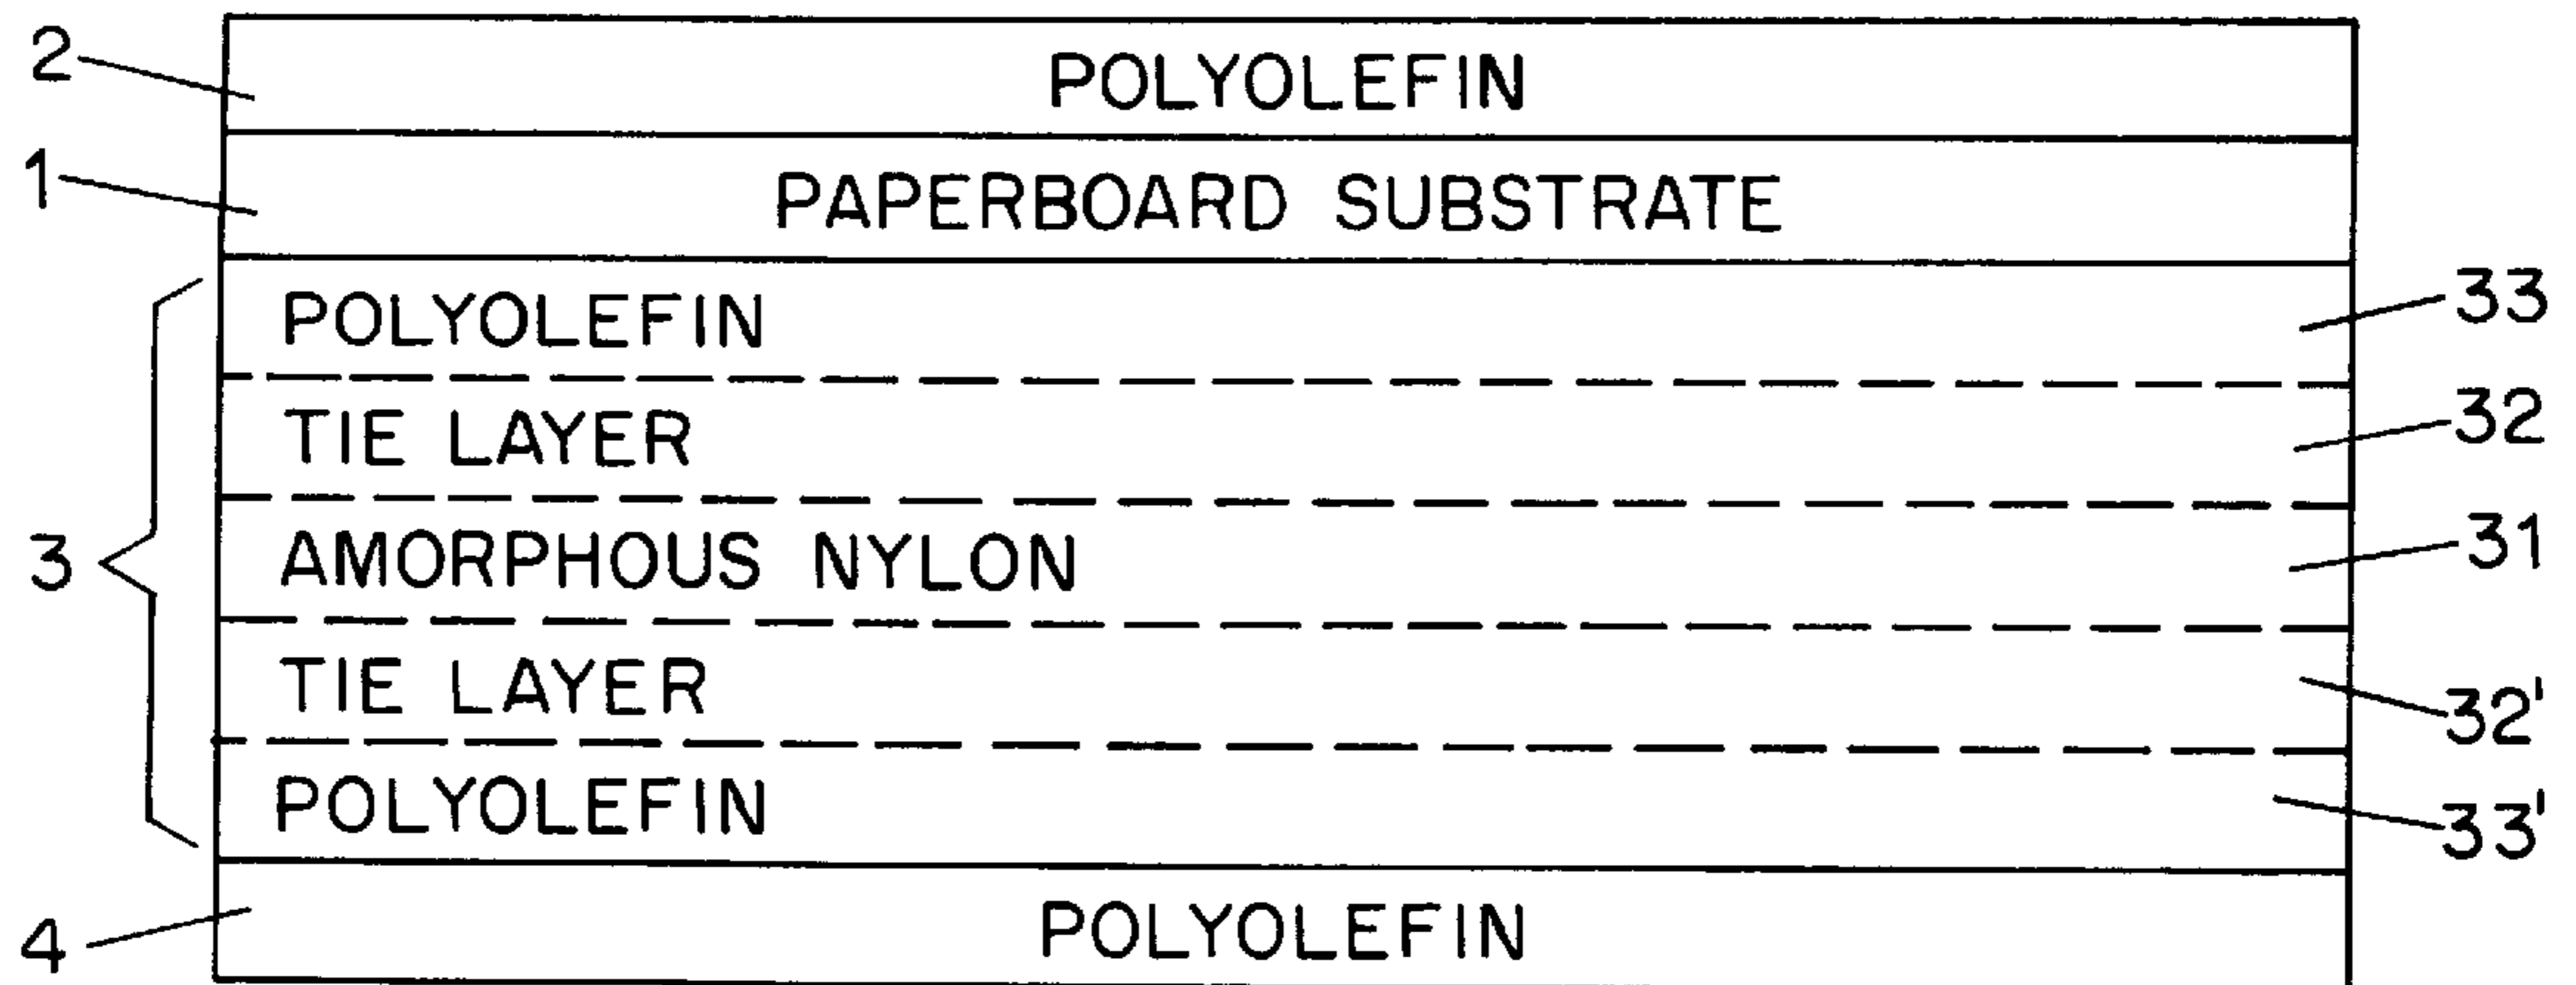 2 POLYOLEFIN
1 PAPERBOARD SUBSTRATE
POLYOLEFIN 33
TIE LAYER 32
3 AMORPHOUS NYLON 31
TIE LAYER 32'
POLYOLEFIN 33'
4 POLYOLEFIN